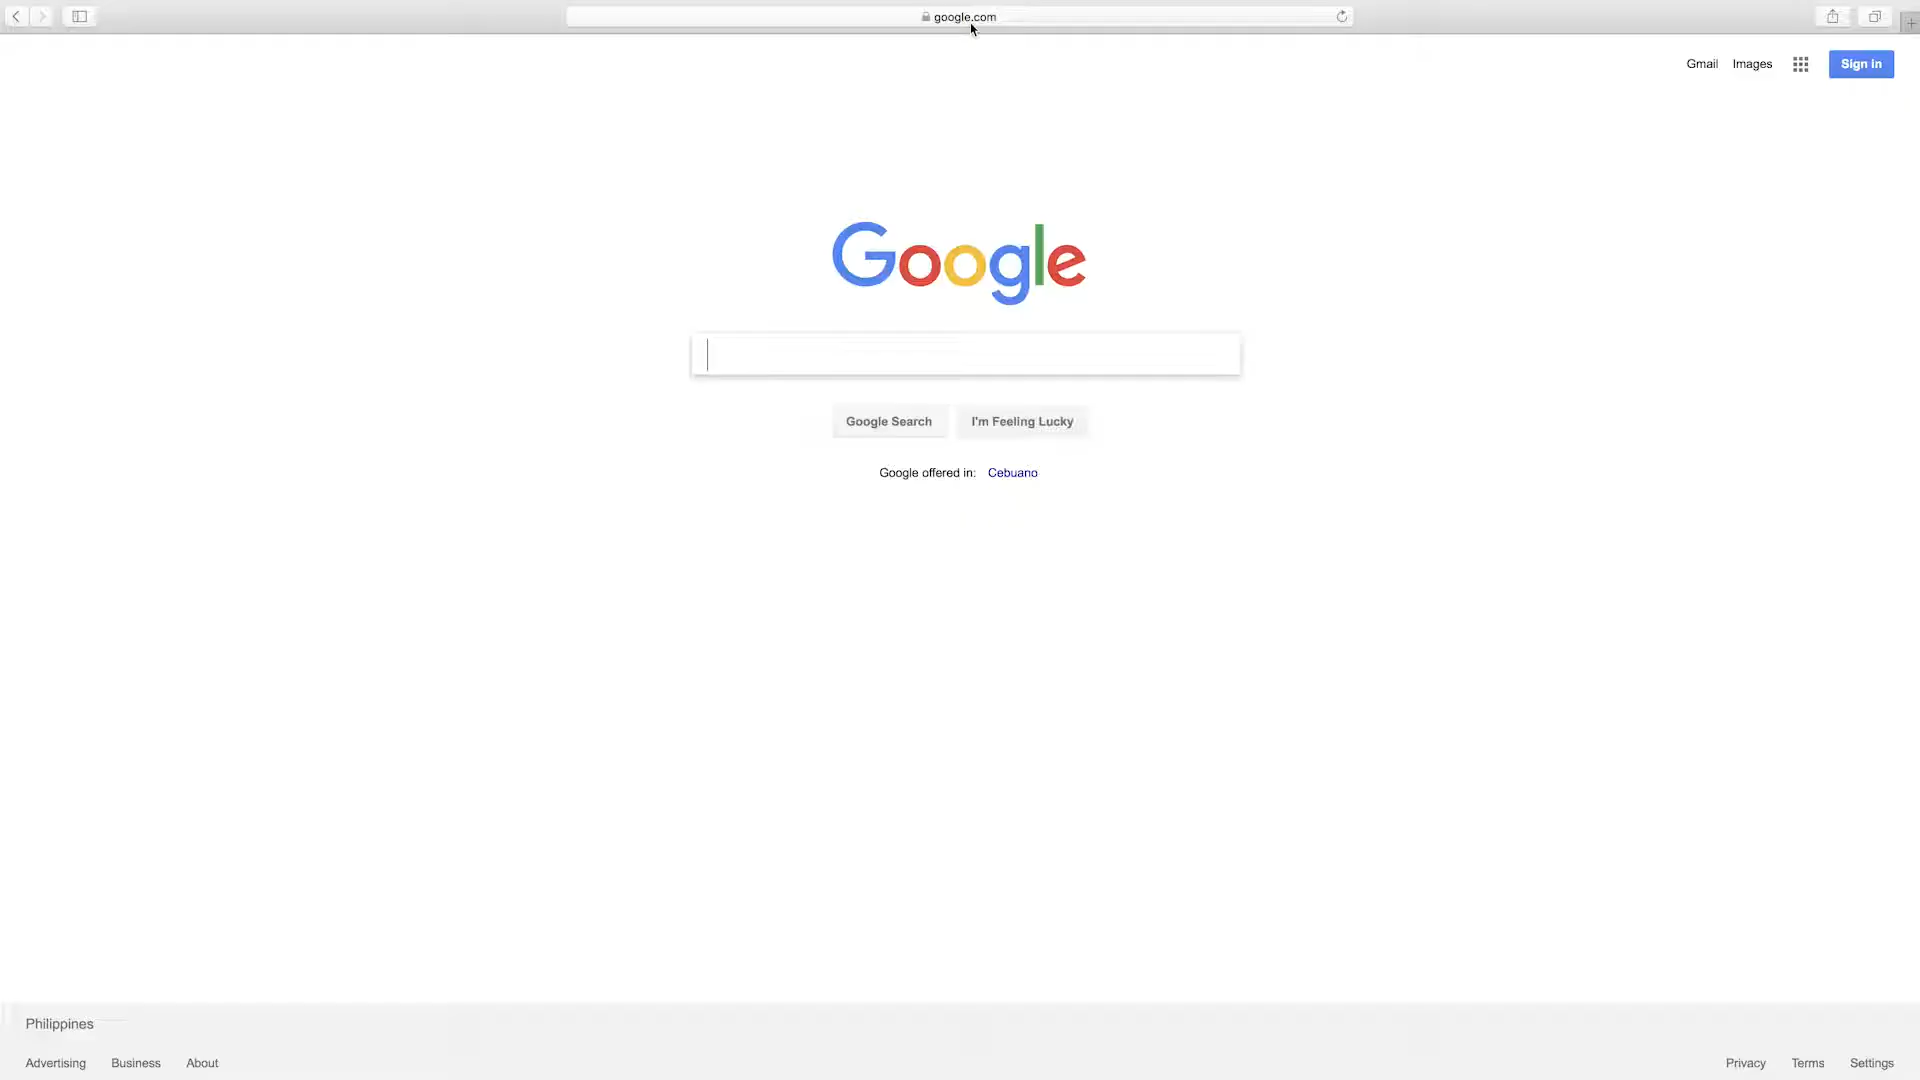 google.com
Gmail Images Sign in
Google
Google Search I'm Feeling Lucky
Google offered in: Cebuano
Philippines
Advertising Business About Privacy Terms Settings